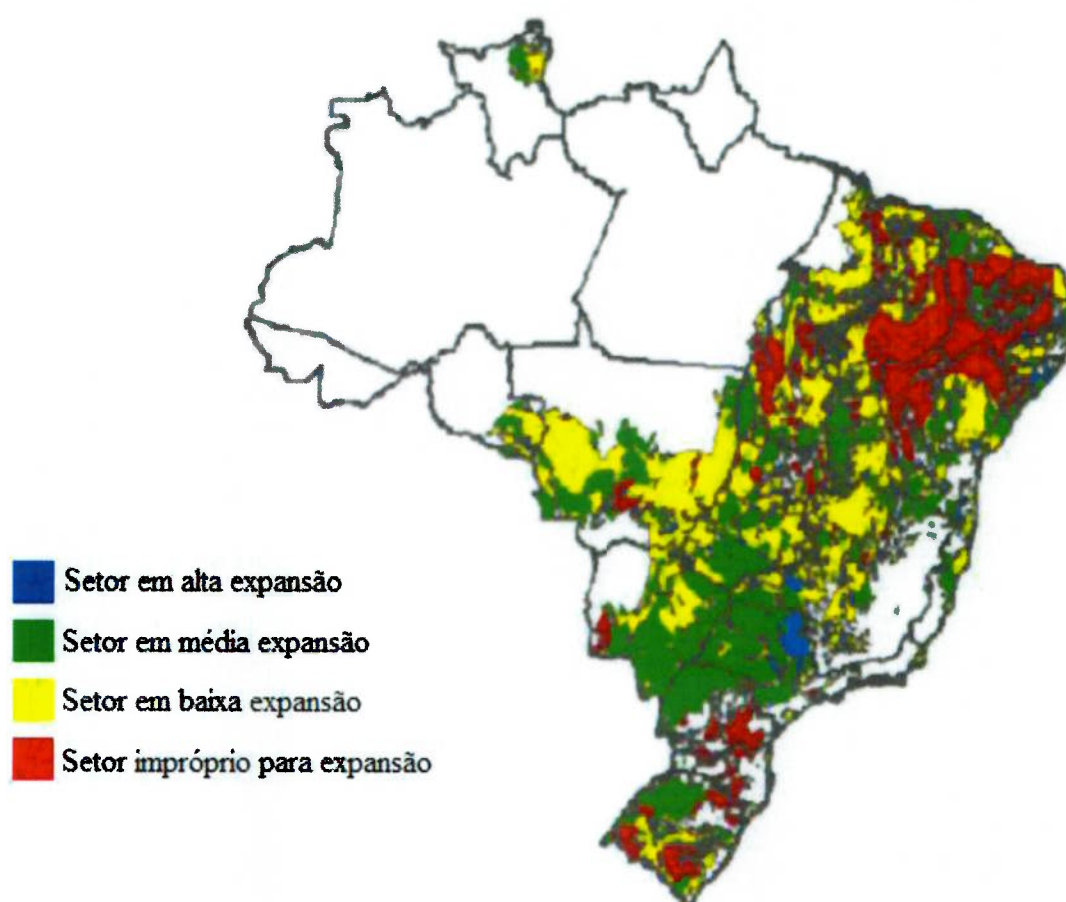 Setor em alta expansão
Setor em média expansão
Setor em baixa expansão
Setor impróprio para expansão